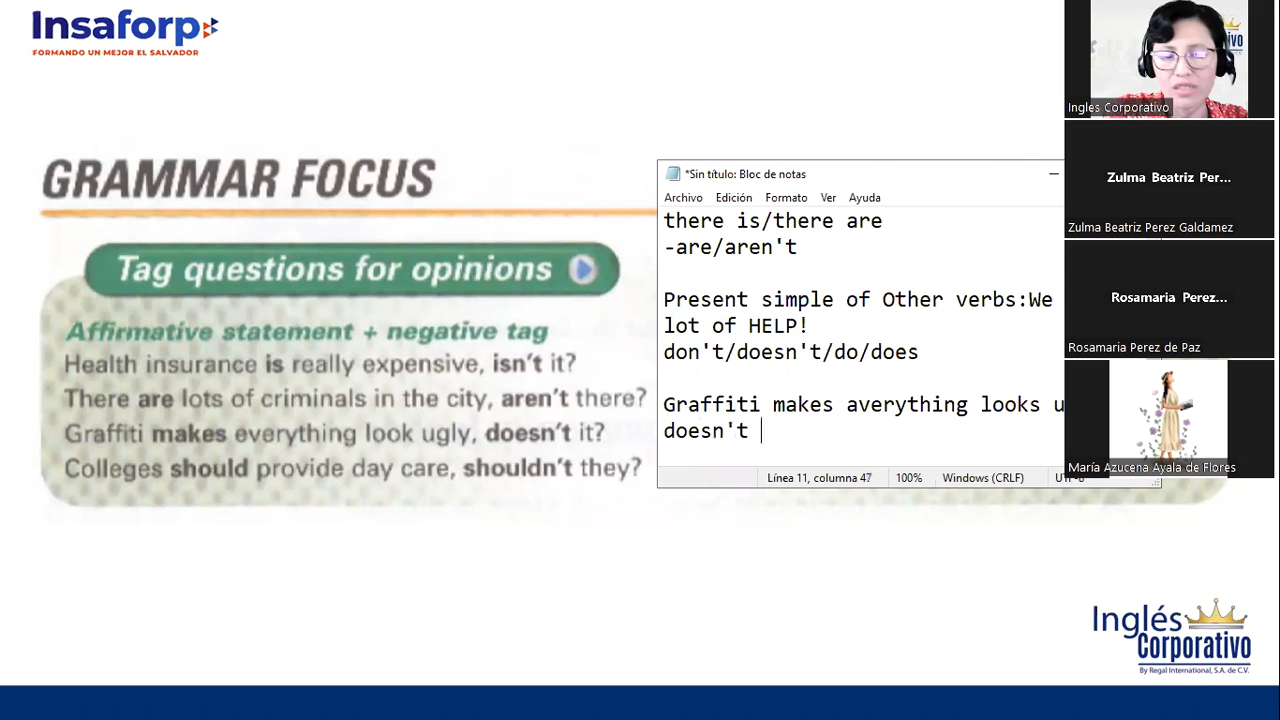 Insaforp
FORMANDO UN MEJOR EL SALVADOR
GRAMMAR FOCUS
Tag questions for opinions
Affirmative statement + negative tag
Health insurance is really expensive, isn't it?
There are lots of criminals in the city, aren't there?
Graffiti makes everything look ugly, doesn't it?
Colleges should provide day care, shouldn't they?
*Sin título: Bloc de notas
Archivo Edición Formato Ver Ayuda
there is/there are
-are/aren't
Present simple of Other verbs:We
lot of HELP!
don't/doesn't/do/does
Graffiti makes averything looks u
doesn't
Línea 11, columna 47 100% Windows (CRLF)
Ingles Corporativo
Zulma Beatriz Per...
Zulma Beatriz Perez Galdamez
Rosamaria Perez...
Rosamaria Perez de Paz
María Azucena Ayala de Flores
Inglés
Corporativo
By Regal International, S.A. de C.V.